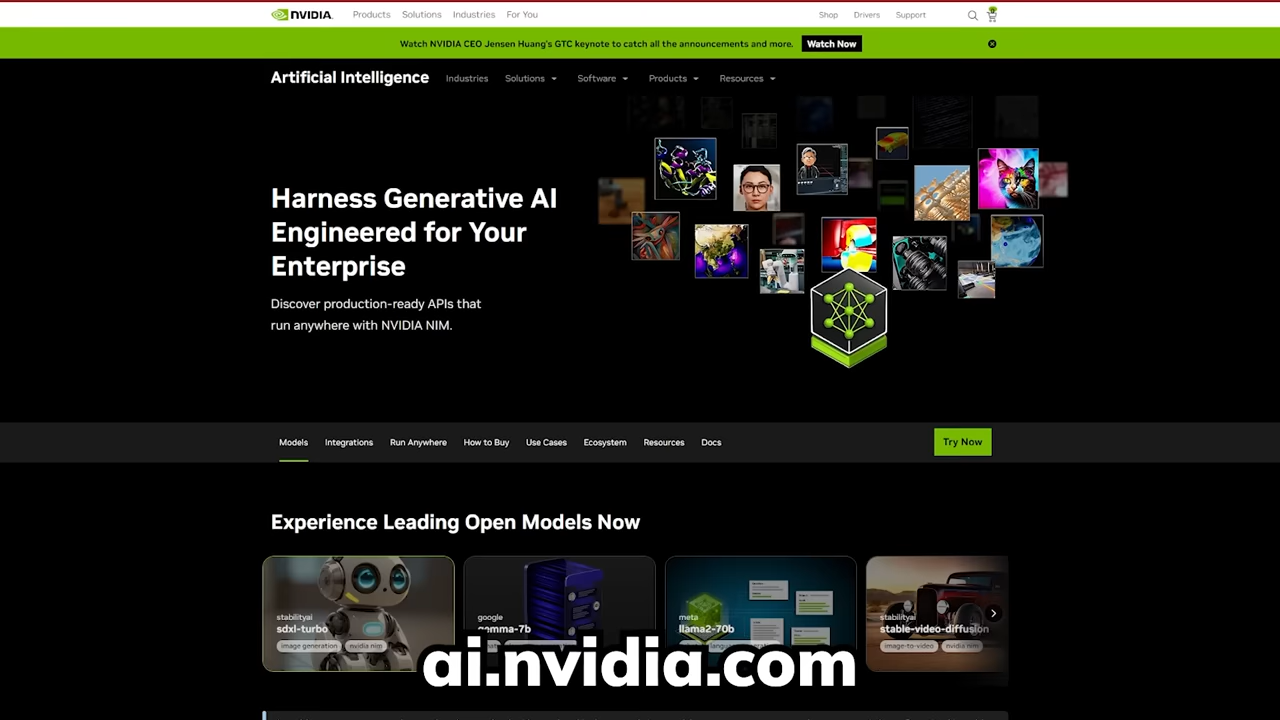 NVIDIA.
Products Solutions Industries For You
Shop Drivers Support
Watch NVIDIA CEO Jensen Huang's GTC keynote to catch all the announcements and more. Watch Now
Artificial Intelligence Industries Solutions Software Products Resources
Harness Generative AI
Engineered for Your
Enterprise
Discover production-ready APIs that
run anywhere with NVIDIA NIM.
Models Integrations Run Anywhere How to Buy Use Cases Ecosystem Resources Docs
Try Now
Experience Leading Open Models Now
stabilityai
sdxl-turbo
image generation nvidia nim
google
gemma-7b
meta
llama2-70b
stabilityai
stable-video-diffusion
image-to-video nvidia nim
ai.nvidia.com